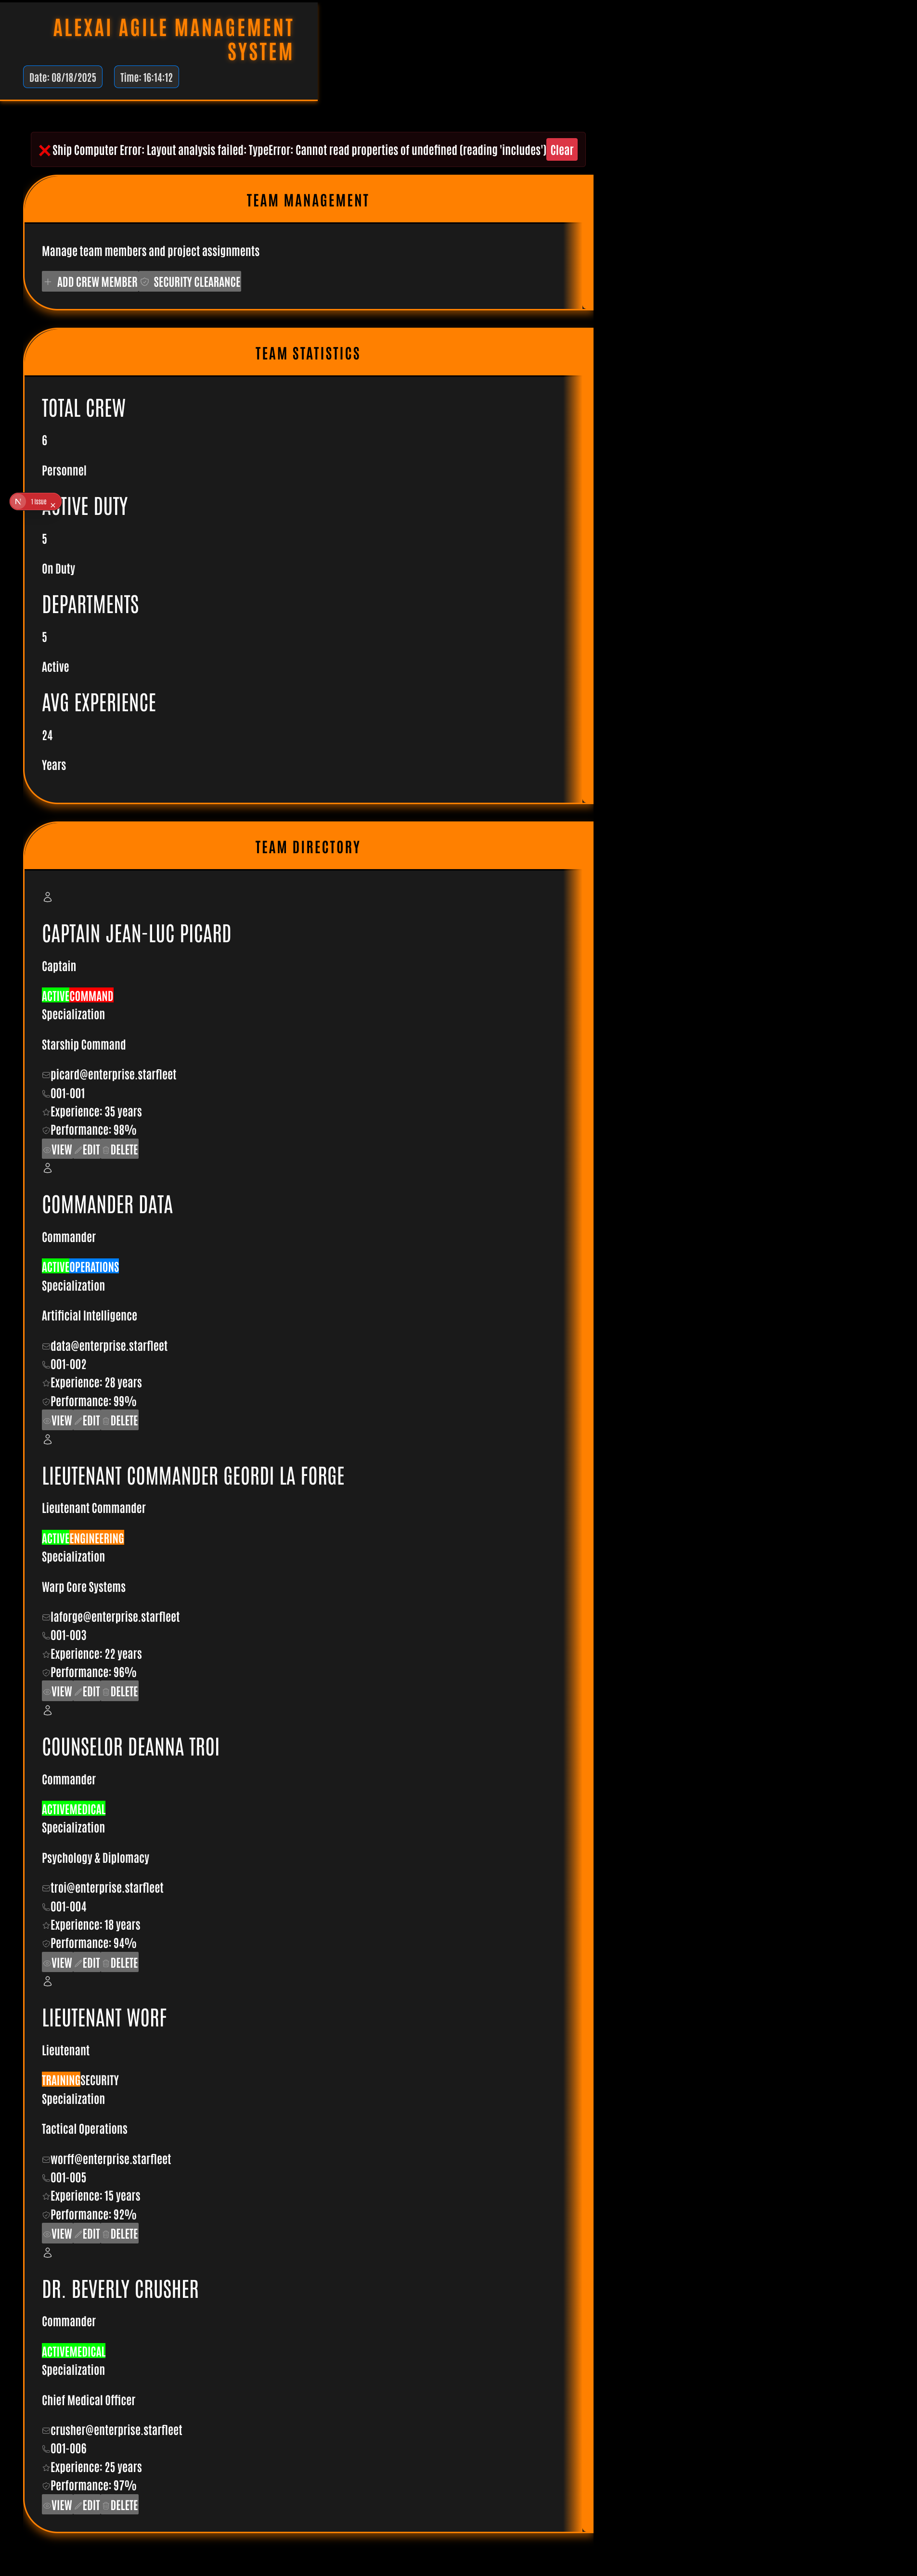 ALEXAI AGILE MANAGEMENT
SYSTEM
Date: 08/18/2025 Time: 16:14:12
Ship Computer Error: Layout analysis failed: TypeError: Cannot read properties of undefined (reading 'includes') Clear
TEAM MANAGEMENT
Manage team members and project assignments
ADD CREW MEMBER SECURITY CLEARANCE
TEAM STATISTICS
TOTAL CREW
6
Personnel
N 1 Issue
TIVE DUTY
5
On Duty
DEPARTMENTS
5
Active
AVG EXPERIENCE
24
Years
TEAM DIRECTORY
CAPTAIN JEAN-LUC PICARD
Captain
ACTIVECOMMAND
Specialization
Starship Command
picard@enterprise.starfleet
001-001
Experience: 35 years
Performance: 98%
VIEW EDIT DELETE
COMMANDER DATA
Commander
ACTIVEOPERATIONS
Specialization
Artificial Intelligence
data@enterprise.starfleet
001-002
Experience: 28 years
Performance: 99%
VIEW EDIT DELETE
LIEUTENANT COMMANDER GEORDI LA FORGE
Lieutenant Commander
ACTIVEENGINEERING
Specialization
Warp Core Systems
laforge@enterprise.starfleet
001-003
Experience: 22 years
Performance: 96%
VIEW EDIT DELETE
COUNSELOR DEANNA TROI
Commander
ACTIVEMEDICAL
Specialization
Psychology & Diplomacy
troi@enterprise.starfleet
001-004
Experience: 18 years
Performance: 94%
VIEW EDIT DELETE
LIEUTENANT WORF
Lieutenant
TRAININGSECURITY
Specialization
Tactical Operations
worff@enterprise.starfleet
001-005
Experience: 15 years
Performance: 92%
VIEW EDIT DELETE
DR. BEVERLY CRUSHER
Commander
ACTIVEMEDICAL
Specialization
Chief Medical Officer
crusher@enterprise.starfleet
001-006
Experience: 25 years
Performance: 97%
VIEW EDIT DELETE